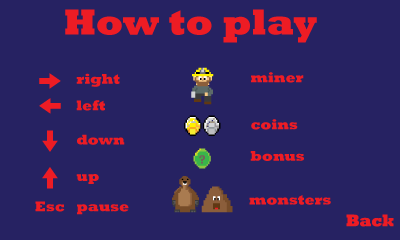 How to play
right
left
down
up
Esc pause
miner
coins
bonus
monsters
Back